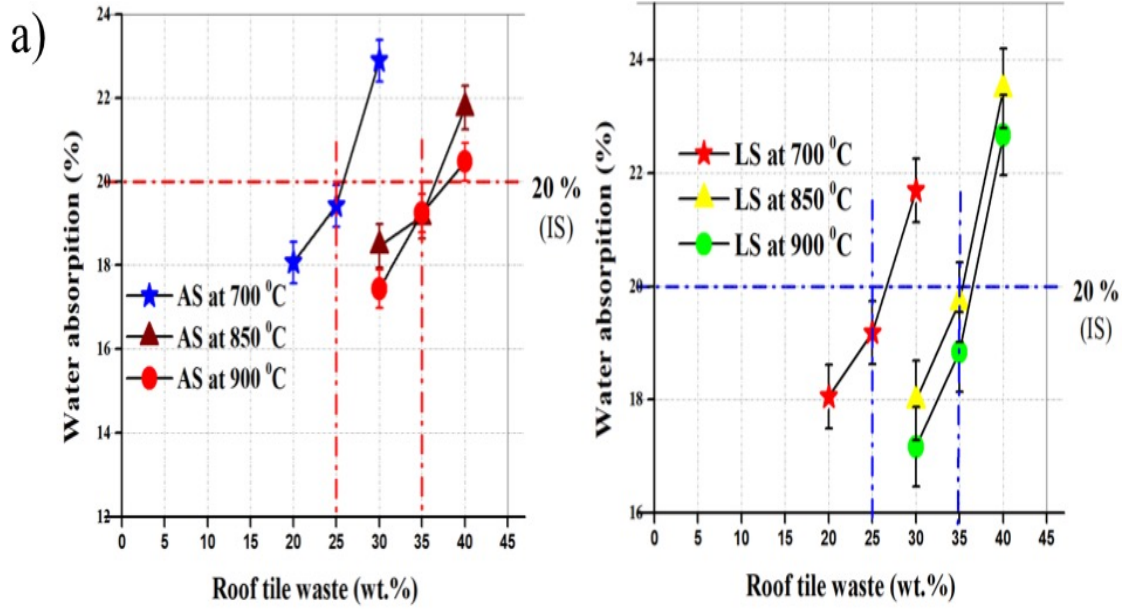 a)
24
22
20
18
16
14
12
Water absorpition (%)
20 %
(IS)
AS at 700 ⁰C
AS at 850 ⁰C
AS at 900 ⁰C
0 5 10 15 20 25 30 35 40 45
Roof tile waste (wt.%)
24
22
20
18
16
Water absorption (%)
LS at 700 ⁰C
LS at 850 ⁰C
LS at 900 ⁰C
20 %
(IS)
0 5 10 15 20 25 30 35 40 45
Roof tile waste (wt.%)